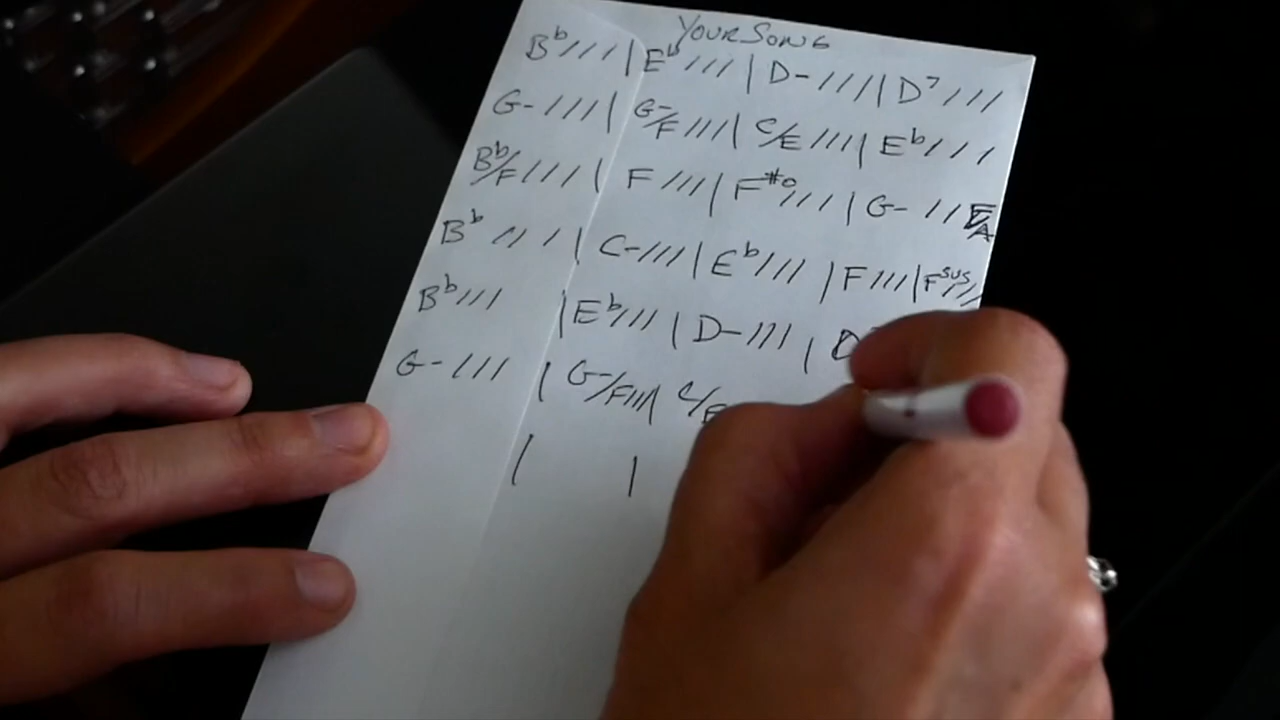 YOUR SONG
B♭/// | E♭/// | D-/// | D7///
G-/// | G-/F/// | C/E/// | E♭///
B♭/F/// | F/// | F#°/// | G- // F/A
B♭/// | C-/// | E♭/// | F/// | Fsus///
B♭/// | E♭/// | D-/// |
G-/// | G-/F///| C/E
| |